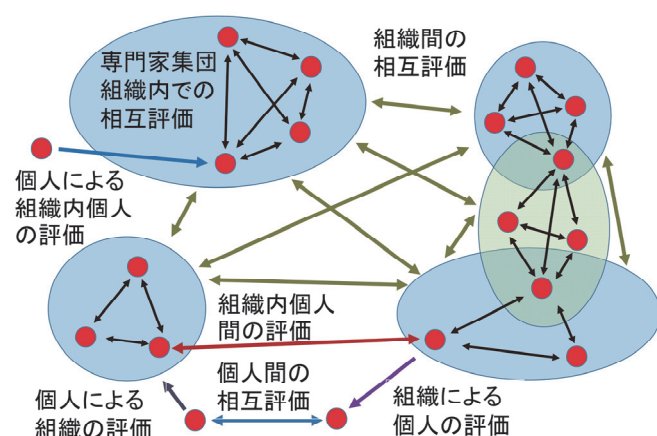 専門家集団
組織内での
相互評価
組織間の
相互評価
個人による
組織内個人
の評価
組織内個人
間の評価
個人間の
相互評価
個人による
組織の評価
組織による
個人の評価